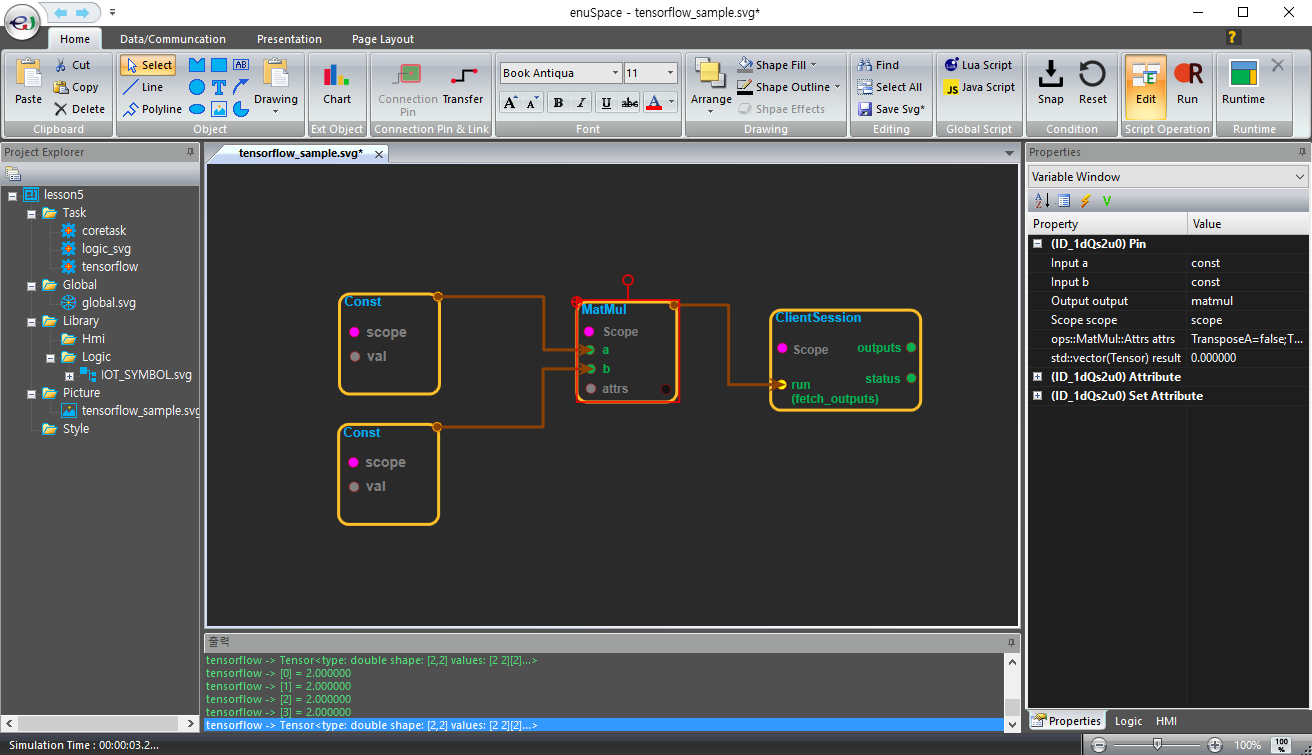 enuSpace - tensorflow_sample.svg*
Home Data/Communcation Presentation Page Layout
Paste Cut Copy Delete
Clipboard
Select Line Polyline AB T Drawing
Object
Chart
Ext Object
Connection Pin Transfer
Connection Pin & Link
Book Antiqua 11
A A B I U abc A
Font
Arrange Shape Fill Shape Outline Shpae Effects
Drawing
Find Select All Save Svg*
Editing
Lua Script
JS Java Script
Global Script
Snap Reset
Condition
Edit Run
Script Operation
Runtime
Runtime
Project Explorer
lesson5
Task
coretask
logic_svg
tensorflow
Global
global.svg
Library
Hmi
Logic
IOT_SYMBOL.svg
Picture
tensorflow_sample.svg
Style
tensorflow_sample.svg*
Const
scope
val
Const
scope
val
MatMul
Scope
a
b
attrs
ClientSession
Scope outputs
status
run
(fetch_outputs)
출력
tensorflow -> Tensor<type: double shape: [2,2] values: [2 2][2]...>
tensorflow -> [0] = 2.000000
tensorflow -> [1] = 2.000000
tensorflow -> [2] = 2.000000
tensorflow -> [3] = 2.000000
tensorflow -> Tensor<type: double shape: [2,2] values: [2 2][2]...>
Properties
Variable Window
Property Value
(ID_1dQs2u0) Pin
Input a const
Input b const
Output output matmul
Scope scope scope
ops::MatMul::Attrs attrs TransposeA=false;T...
std::vector(Tensor) result 0.000000
(ID_1dQs2u0) Attribute
(ID_1dQs2u0) Set Attribute
Properties Logic HMI
Simulation Time : 00:00:03.2...
100% 100 %